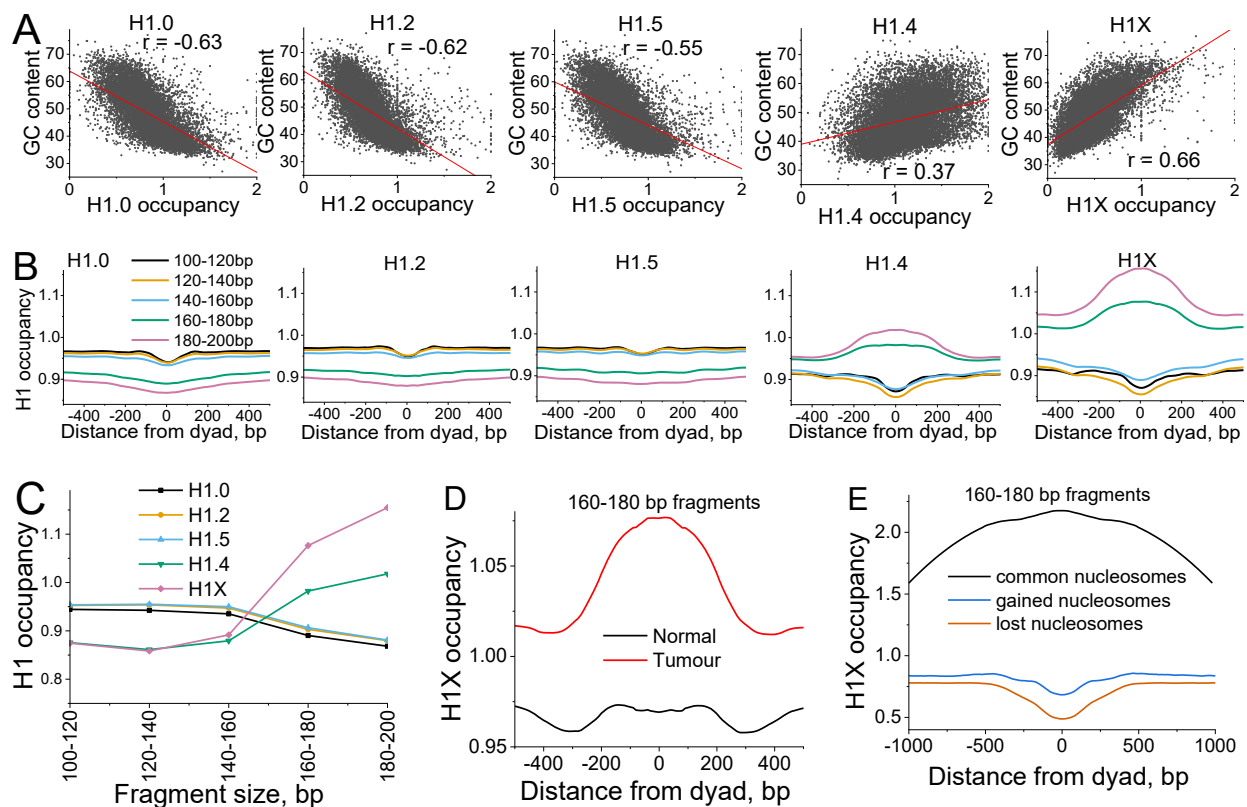 A
H1.0
r = -0.63
GC content
70
60
50
40
30
0
1
2
H1.0 occupancy
H1.2
r = -0.62
GC content
75
65
55
45
35
25
0
1
2
H1.2 occupancy
H1.5
r = -0.55
GC content
70
60
50
40
30
0
1
2
H1.5 occupancy
H1.4
r = 0.37
GC content
80
70
60
50
40
30
0
1
2
H1.4 occupancy
H1X
r = 0.66
GC content
80
70
60
50
40
30
0
1
2
H1X occupancy
B
H1.0
100-120bp
120-140bp
140-160bp
160-180bp
180-200bp
H1 occupancy
1.1
1.0
0.9
-400 -200 0 200 400
Distance from dyad, bp
H1.2
1.1
1.0
0.9
-400 -200 0 200 400
Distance from dyad, bp
H1.5
1.1
1.0
0.9
-400 -200 0 200 400
Distance from dyad, bp
H1.4
1.1
1.0
0.9
-400 -200 0 200 400
Distance from dyad, bp
H1X
1.1
1.0
0.9
-400 -200 0 200 400
Distance from dyad, bp
C
H1.0
H1.2
H1.5
H1.4
H1X
H1 occupancy
1.1
1.0
0.9
0.8
100-120
120-140
140-160
160-180
180-200
Fragment size, bp
D
160-180 bp fragments
H1X occupancy
1.05
1.00
0.95
Normal
Tumour
-400 -200 0 200 400
Distance from dyad, bp
E
160-180 bp fragments
H1X occupancy
2.0
1.5
1.0
0.5
common nucleosomes
gained nucleosomes
lost nucleosomes
-1000 -500 0 500 1000
Distance from dyad, bp